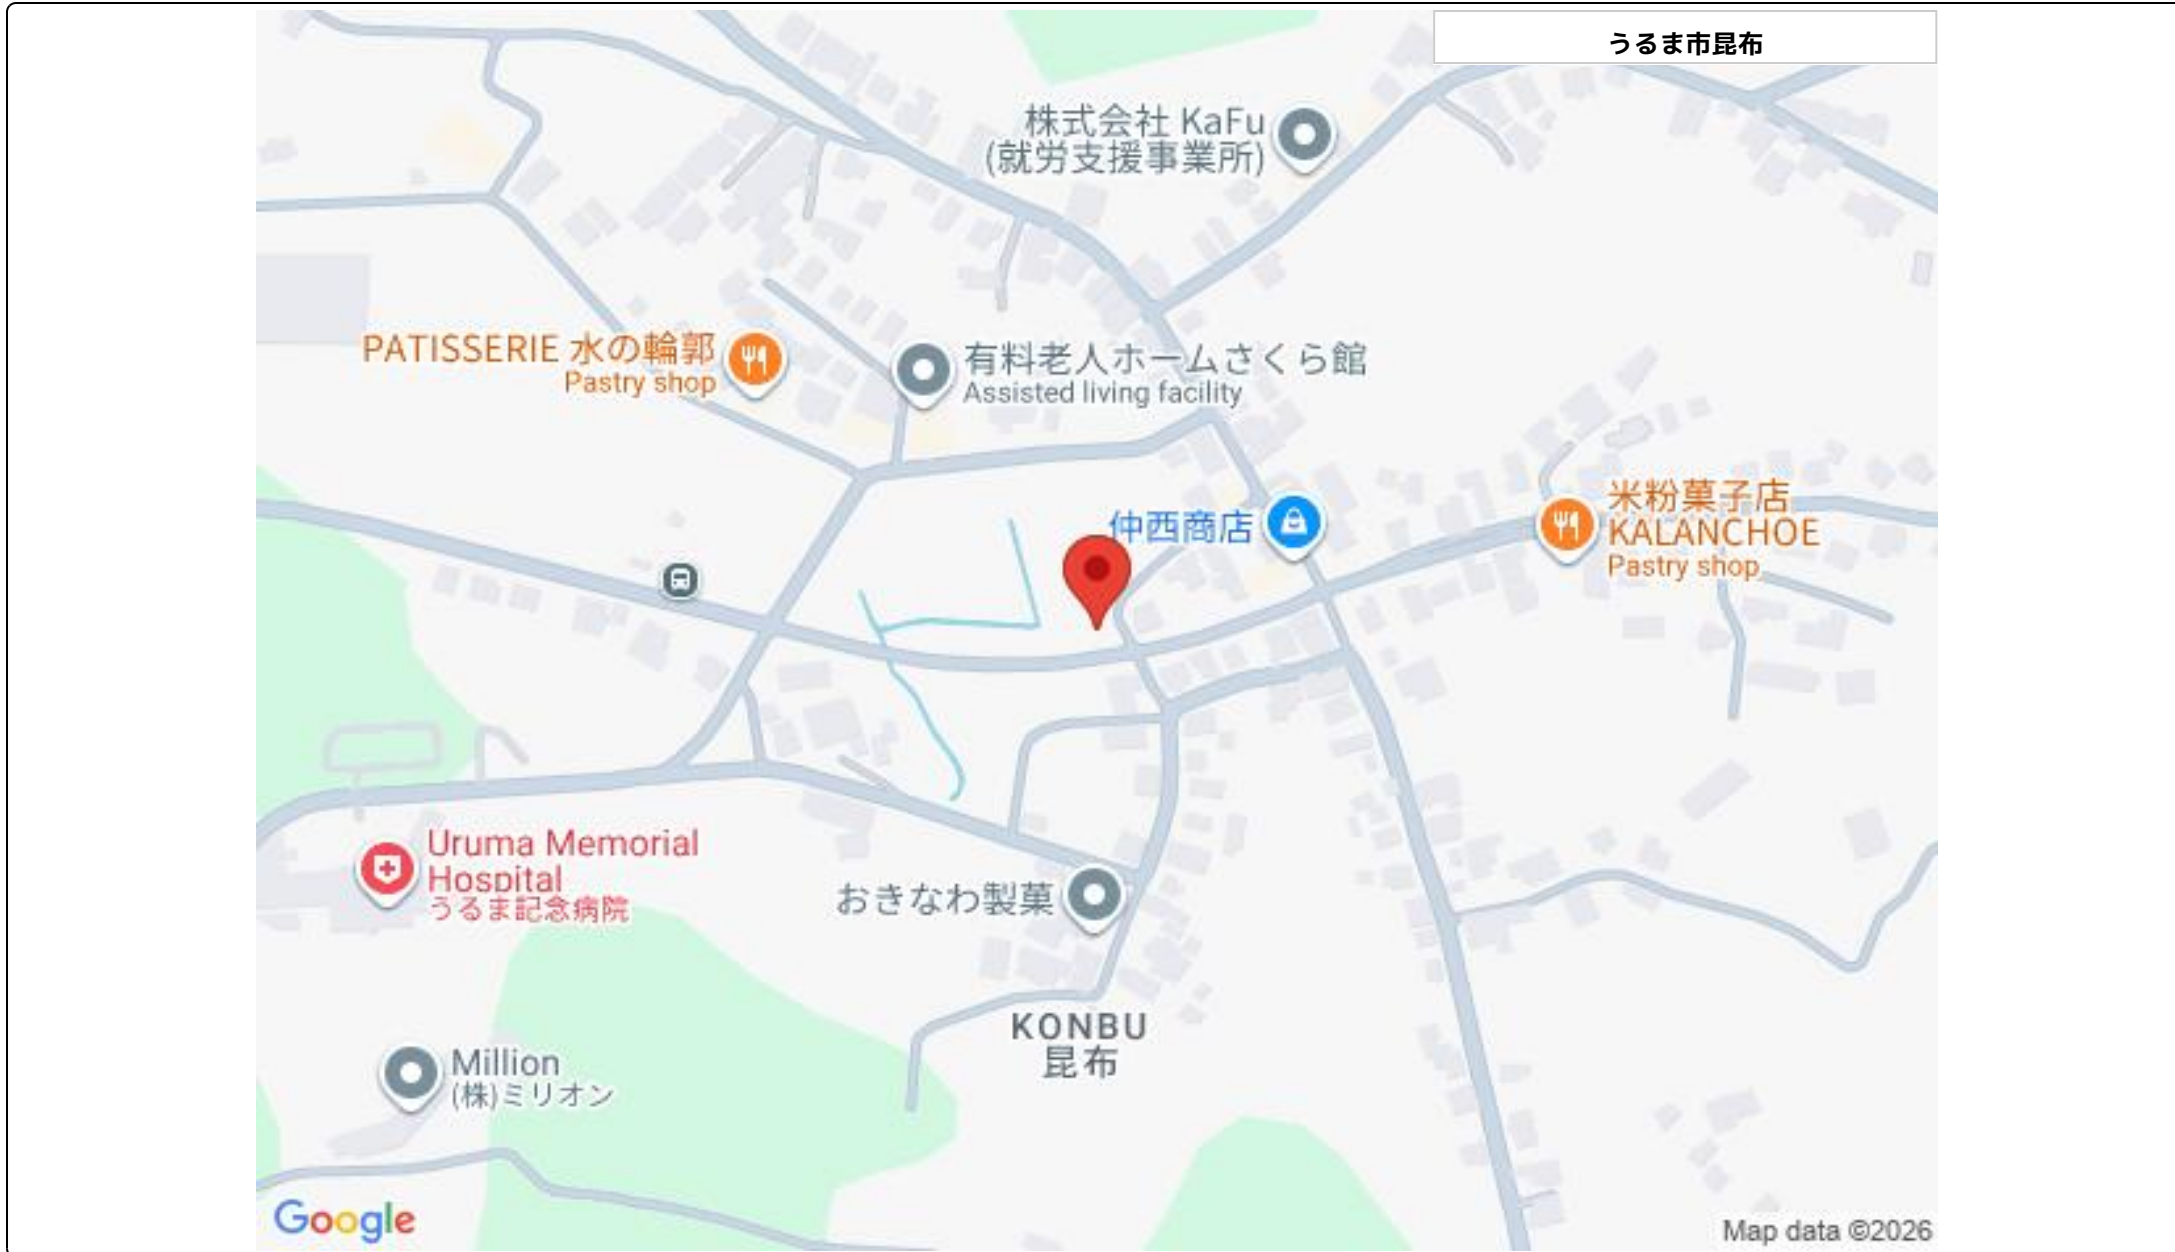 うるま市昆布
株式会社 KaFu
(就労支援事業所)
PATISSERIE 水の輪郭
Pastry shop
有料老人ホームさくら館
Assisted living facility
仲西商店
米粉菓子店
KALANCHOE
Pastry shop
Uruma Memorial
Hospital
うるま記念病院
おきなわ製菓
KONBU
昆布
Million
(株)ミリオン
Google
Map data ©2026